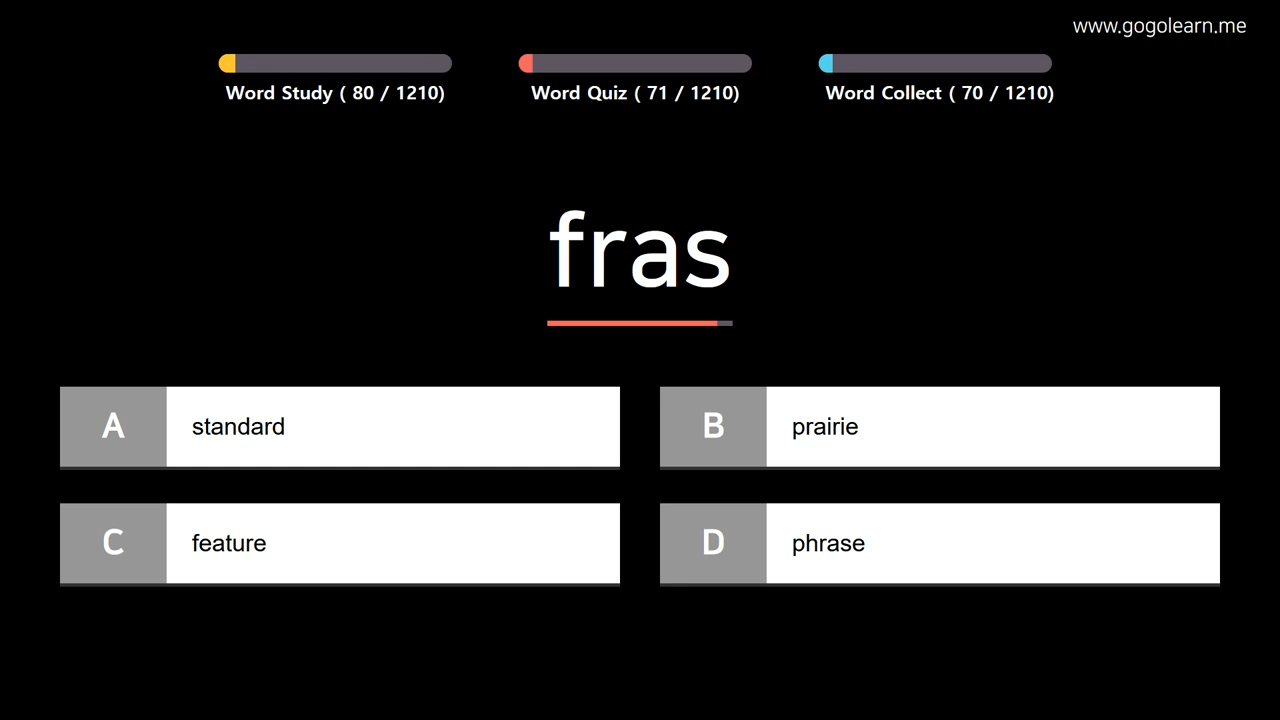 www.gogolearn.me
Word Study ( 80 / 1210)
Word Quiz ( 71 / 1210)
Word Collect ( 70 / 1210)
fras
A standard
B prairie
C feature
D phrase